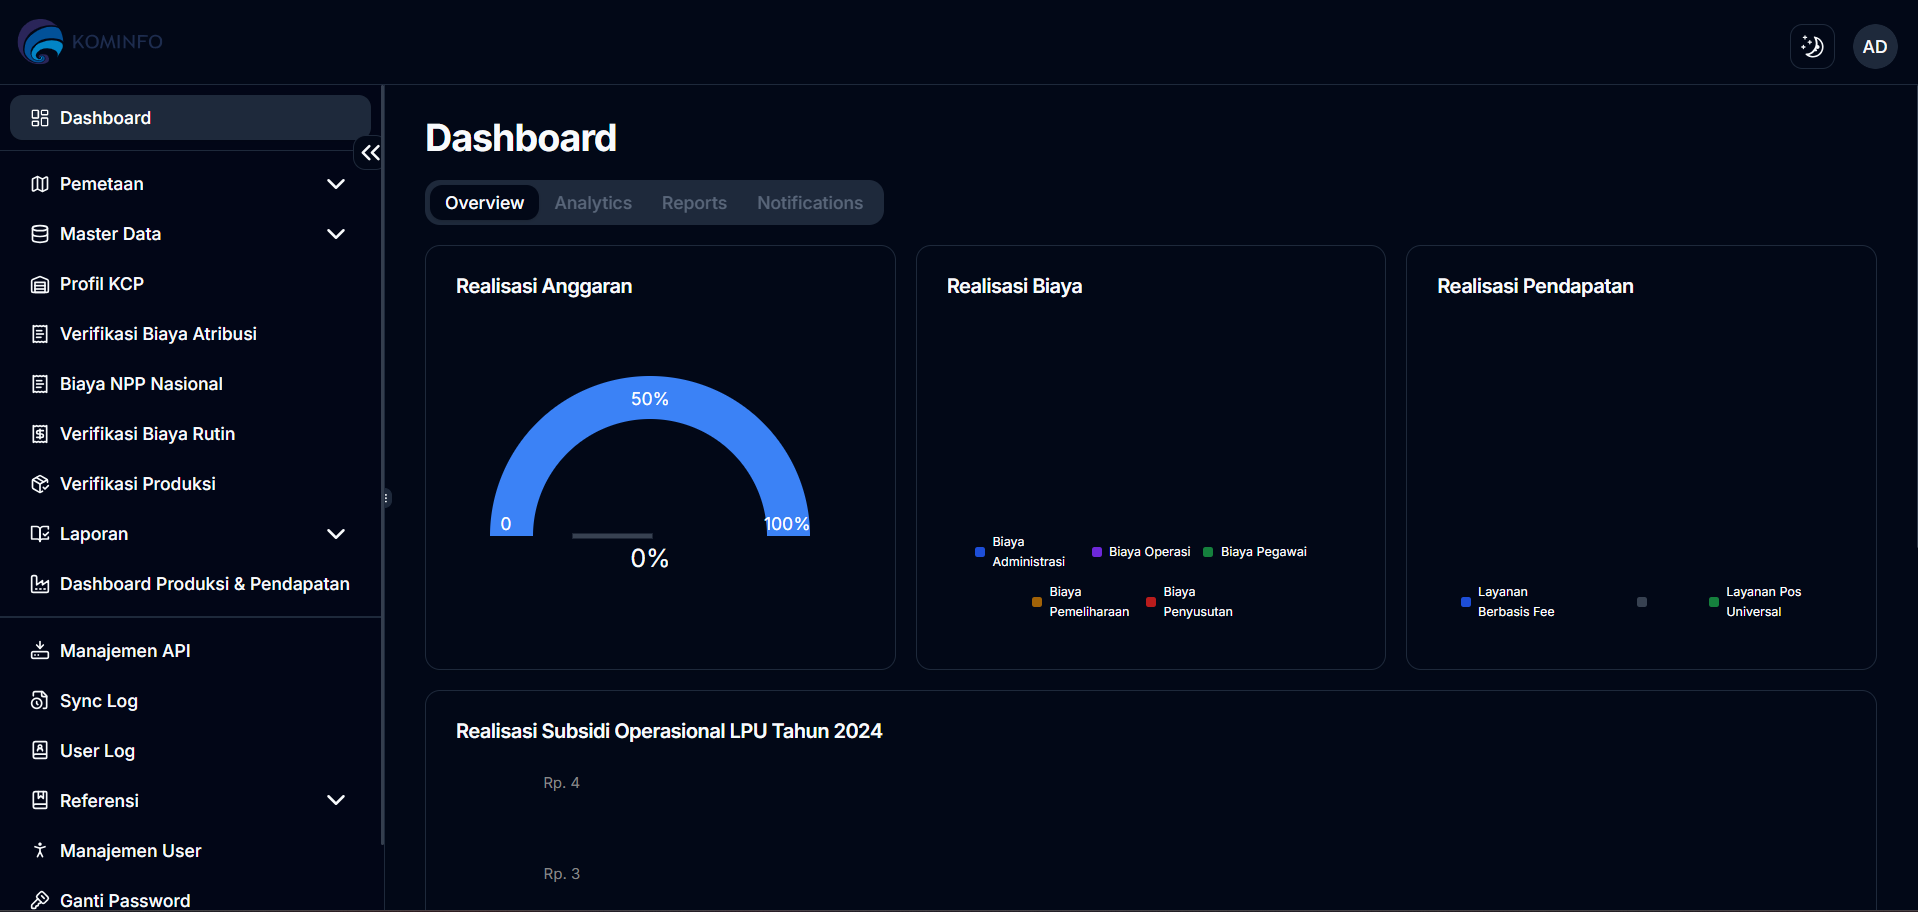 KOMINFO
AD
Dashboard
Pemetaan
Master Data
Profil KCP
Verifikasi Biaya Atribusi
Biaya NPP Nasional
Verifikasi Biaya Rutin
Verifikasi Produksi
Laporan
Dashboard Produksi & Pendapatan
Manajemen API
Sync Log
User Log
Referensi
Manajemen User
Ganti Password
Dashboard
Overview
Analytics
Reports
Notifications
Realisasi Anggaran
50%
0
100%
0%
Realisasi Biaya
Biaya
Administrasi
Biaya Operasi
Biaya Pegawai
Biaya
Pemeliharaan
Biaya
Penyusutan
Realisasi Pendapatan
Layanan
Berbasis Fee
Layanan Pos
Universal
Realisasi Subsidi Operasional LPU Tahun 2024
Rp. 4
Rp. 3